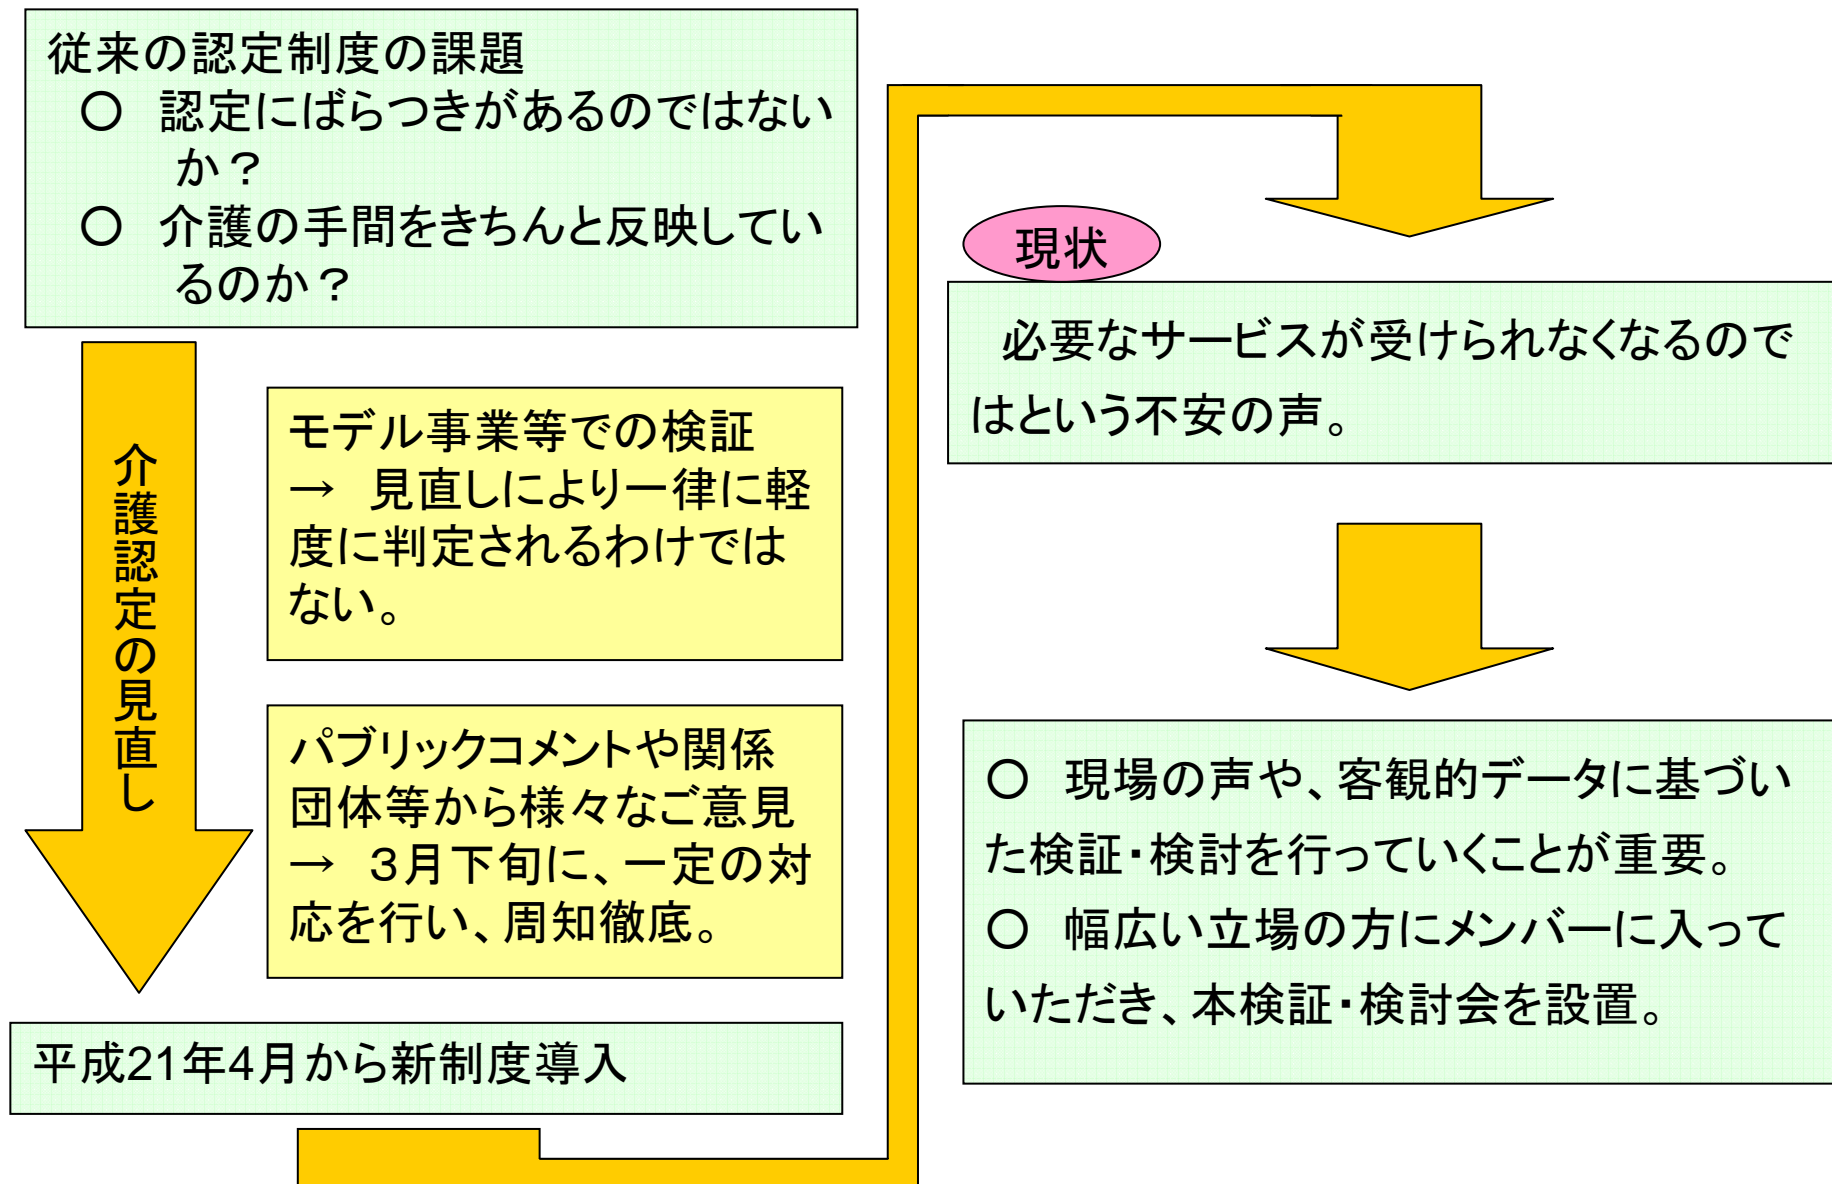 従来の認定制度の課題
○　認定にばらつきがあるのではない
か？
○　介護の手間をきちんと反映してい
るのか？
介護認定の見直し
モデル事業等での検証
→　見直しにより一律に軽
度に判定されるわけでは
ない。
パブリックコメントや関係
団体等から様々なご意見
→　３月下旬に、一定の対
応を行い、周知徹底。
平成21年4月から新制度導入
現状
必要なサービスが受けられなくなるので
はという不安の声。
○　現場の声や、客観的データに基づい
た検証・検討を行っていくことが重要。
○　幅広い立場の方にメンバーに入って
いただき、本検証・検討会を設置。